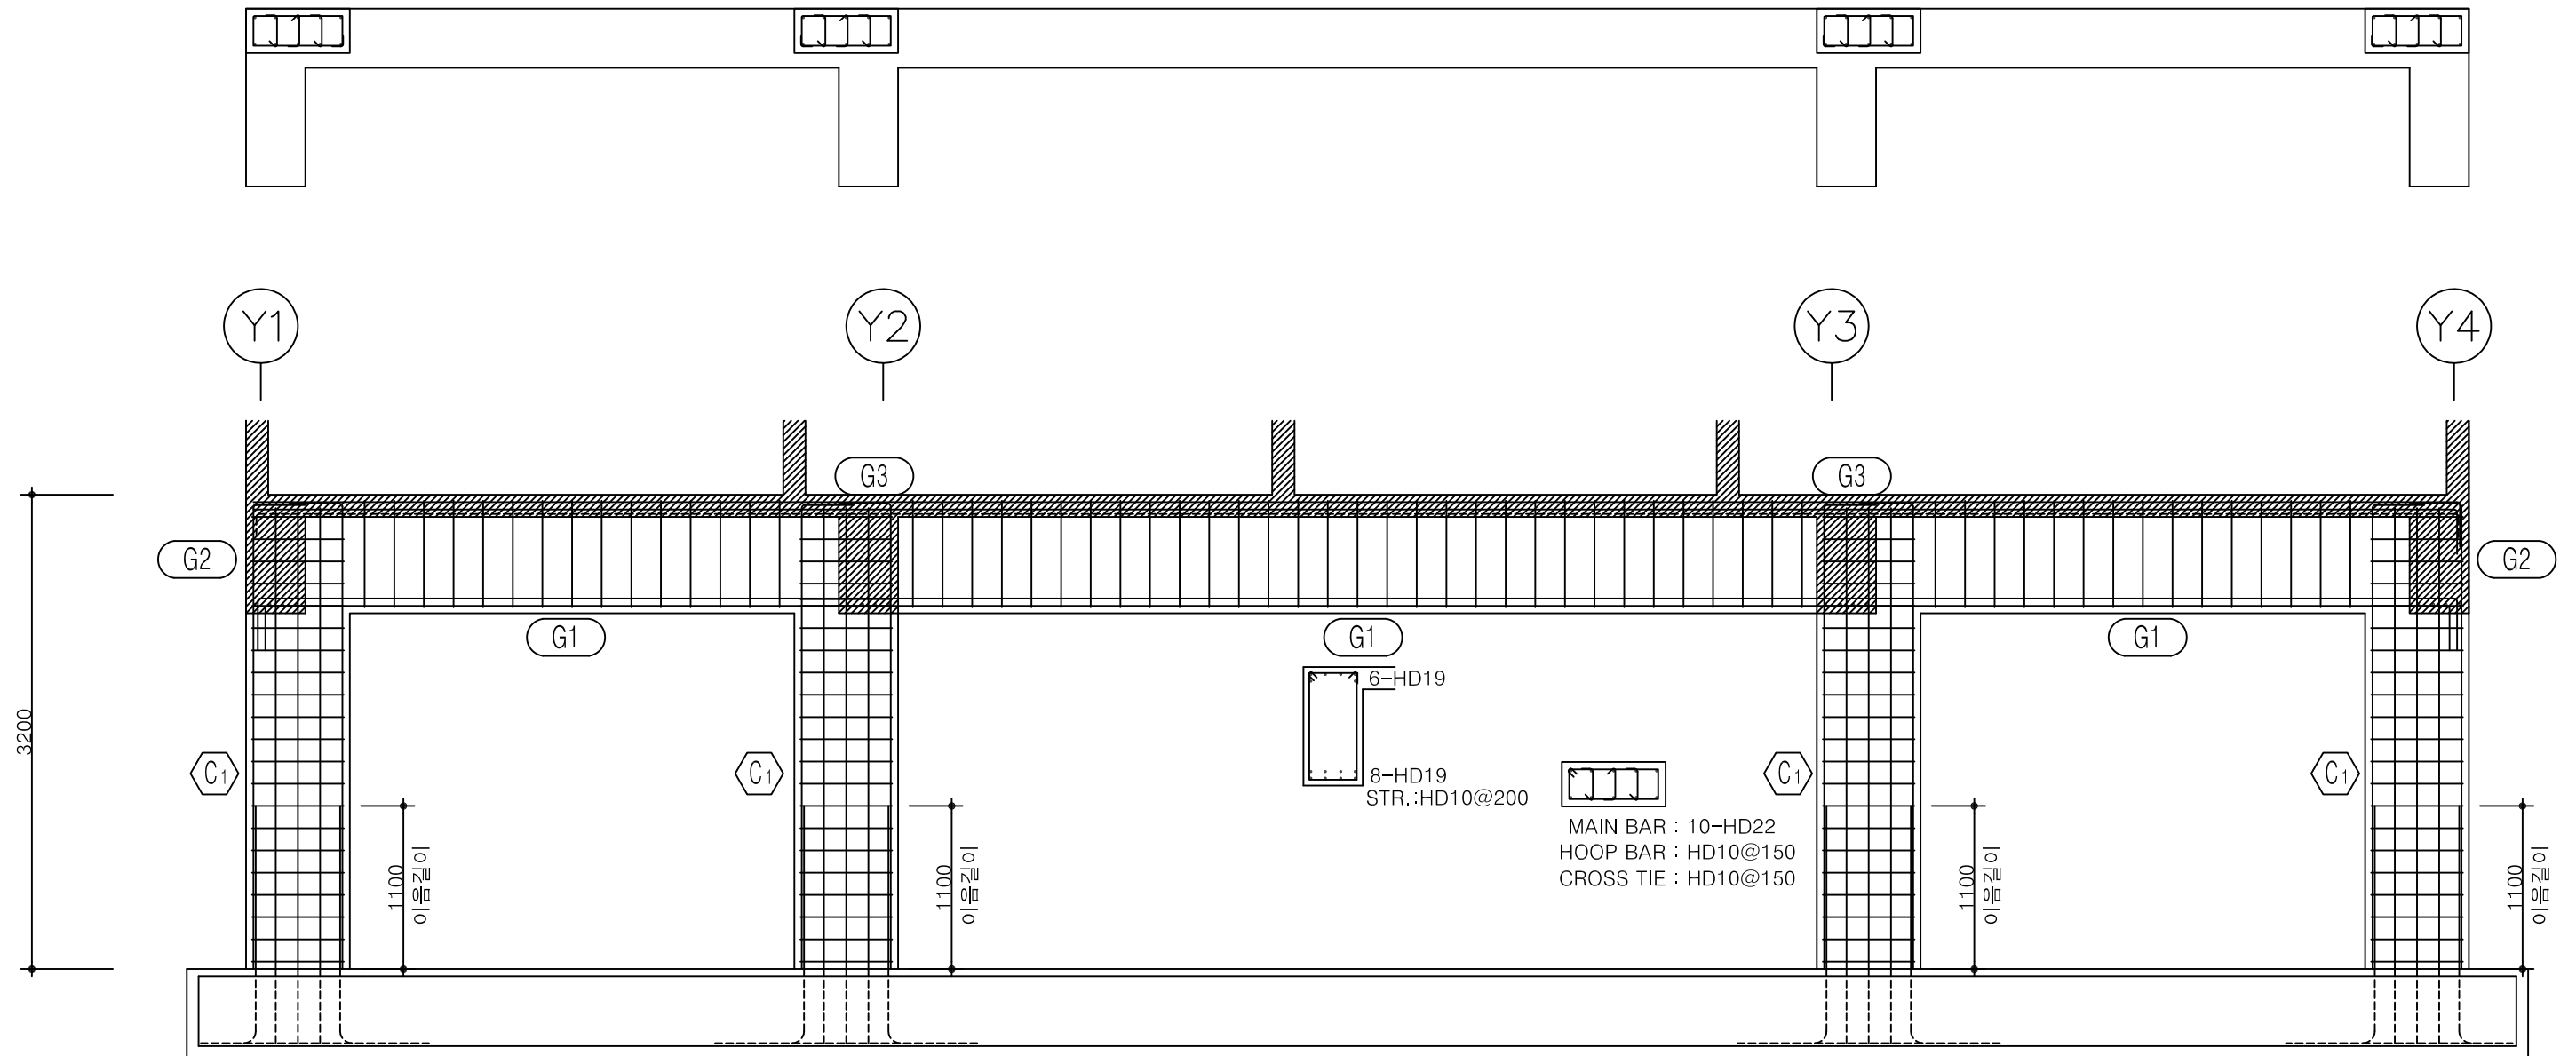 Y1
Y2
Y3
Y4
G3
G3
G2
G2
G1
G1
G1
6-HD19
3200
8-HD19
STR.:HD10@200
C1
C1
C1
C1
MAIN BAR : 10-HD22
HOOP BAR : HD10@150
CROSS TIE : HD10@150
1100
이음길이
1100
이음길이
1100
이음길이
1100
이음길이